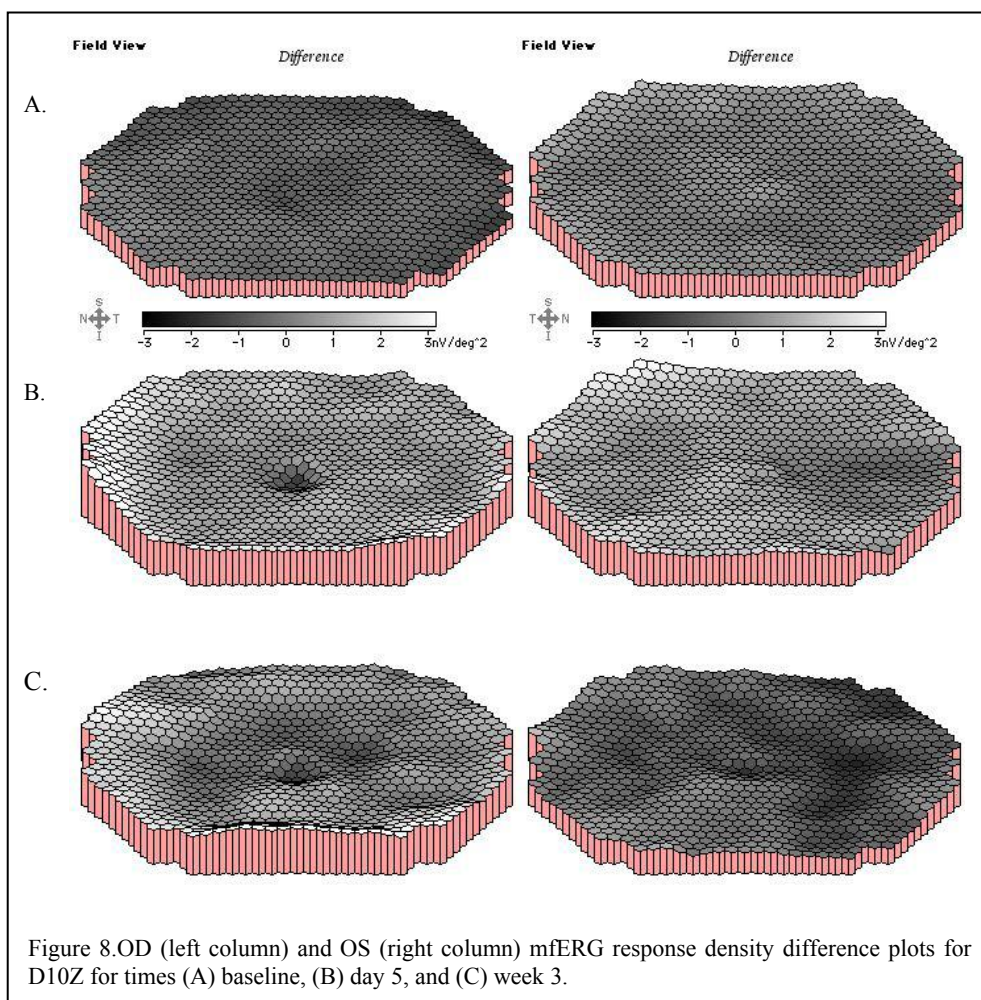 Field View
Difference
Field View
Difference
A.
S
N T
I
-3 -2 -1 0 1 2 3nV/deg^2
S
T N
I
-3 -2 -1 0 1 2 3nV/deg^2
B.
C.
Figure 8.OD (left column) and OS (right column) mfERG response density difference plots for
D10Z for times (A) baseline, (B) day 5, and (C) week 3.